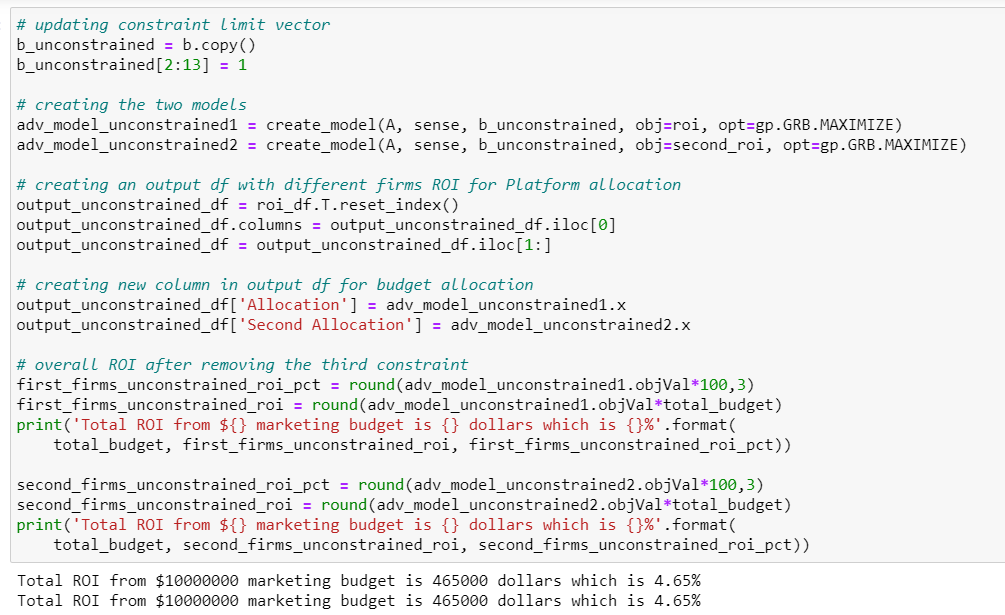 # updating constraint limit vector
b_unconstrained = b.copy()
b_unconstrained[2:13] = 1

# creating the two models
adv_model_unconstrained1 = create_model(A, sense, b_unconstrained, obj=roi, opt=gp.GRB.MAXIMIZE)
adv_model_unconstrained2 = create_model(A, sense, b_unconstrained, obj=second_roi, opt=gp.GRB.MAXIMIZE)

# creating an output df with different firms ROI for Platform allocation
output_unconstrained_df = roi_df.T.reset_index()
output_unconstrained_df.columns = output_unconstrained_df.iloc[0]
output_unconstrained_df = output_unconstrained_df.iloc[1:]

# creating new column in output df for budget allocation
output_unconstrained_df['Allocation'] = adv_model_unconstrained1.x
output_unconstrained_df['Second Allocation'] = adv_model_unconstrained2.x

# overall ROI after removing the third constraint
first_firms_unconstrained_roi_pct = round(adv_model_unconstrained1.objVal*100,3)
first_firms_unconstrained_roi = round(adv_model_unconstrained1.objVal*total_budget)
print('Total ROI from ${} marketing budget is {} dollars which is {}%'.format(
    total_budget, first_firms_unconstrained_roi, first_firms_unconstrained_roi_pct))

second_firms_unconstrained_roi_pct = round(adv_model_unconstrained2.objVal*100,3)
second_firms_unconstrained_roi = round(adv_model_unconstrained2.objVal*total_budget)
print('Total ROI from ${} marketing budget is {} dollars which is {}%'.format(
    total_budget, second_firms_unconstrained_roi, second_firms_unconstrained_roi_pct))

Total ROI from $10000000 marketing budget is 465000 dollars which is 4.65%
Total ROI from $10000000 marketing budget is 465000 dollars which is 4.65%